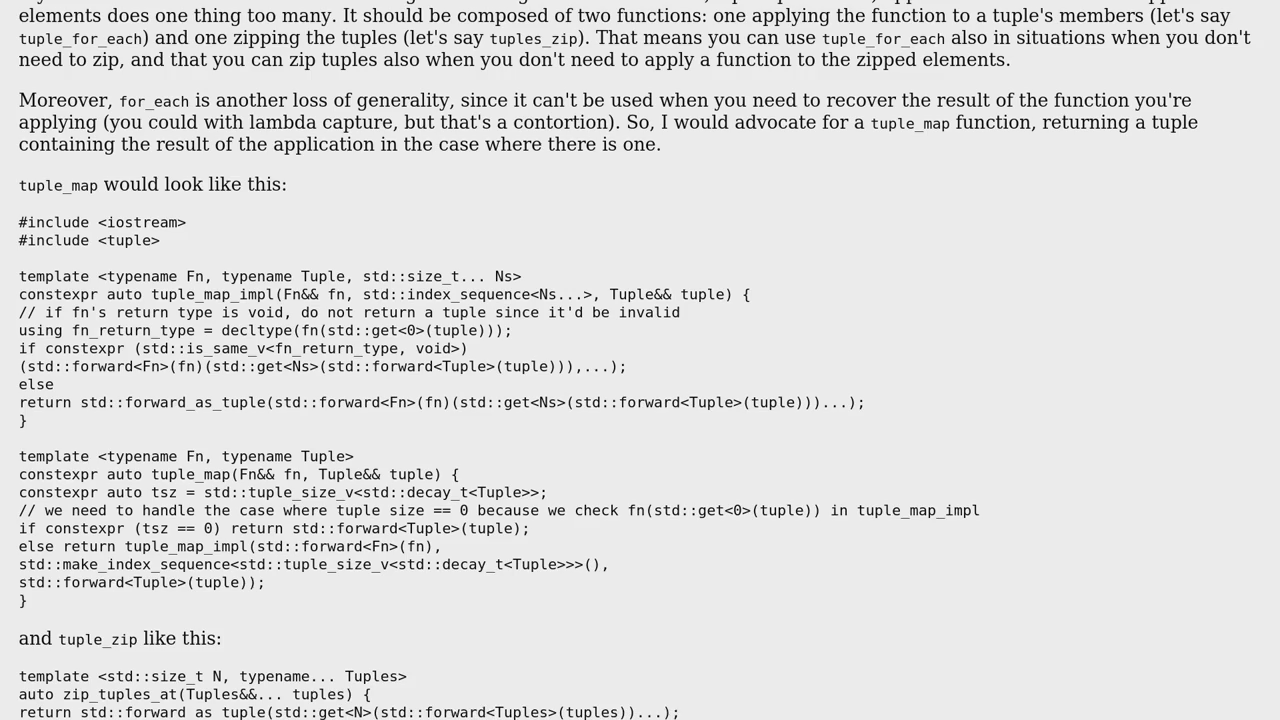 elements does one thing too many. It should be composed of two functions: one applying the function to a tuple's members (let's say
tuple_for_each) and one zipping the tuples (let's say tuples_zip). That means you can use tuple_for_each also in situations when you don't
need to zip, and that you can zip tuples also when you don't need to apply a function to the zipped elements.
Moreover, for_each is another loss of generality, since it can't be used when you need to recover the result of the function you're
applying (you could with lambda capture, but that's a contortion). So, I would advocate for a tuple_map function, returning a tuple
containing the result of the application in the case where there is one.
tuple_map would look like this:
#include <iostream>
#include <tuple>
template <typename Fn, typename Tuple, std::size_t... Ns>
constexpr auto tuple_map_impl(Fn&& fn, std::index_sequence<Ns...>, Tuple&& tuple) {
// if fn's return type is void, do not return a tuple since it'd be invalid
using fn_return_type = decltype(fn(std::get<0>(tuple)));
if constexpr (std::is_same_v<fn_return_type, void>)
(std::forward<Fn>(fn)(std::get<Ns>(std::forward<Tuple>(tuple))),...);
else
return std::forward_as_tuple(std::forward<Fn>(fn)(std::get<Ns>(std::forward<Tuple>(tuple)))...);
}
template <typename Fn, typename Tuple>
constexpr auto tuple_map(Fn&& fn, Tuple&& tuple) {
constexpr auto tsz = std::tuple_size_v<std::decay_t<Tuple>>;
// we need to handle the case where tuple size == 0 because we check fn(std::get<0>(tuple)) in tuple_map_impl
if constexpr (tsz == 0) return std::forward<Tuple>(tuple);
else return tuple_map_impl(std::forward<Fn>(fn),
std::make_index_sequence<std::tuple_size_v<std::decay_t<Tuple>>>(),
std::forward<Tuple>(tuple));
}
and tuple_zip like this:
template <std::size_t N, typename... Tuples>
auto zip_tuples_at(Tuples&&... tuples) {
return std::forward_as_tuple(std::get<N>(std::forward<Tuples>(tuples))...);